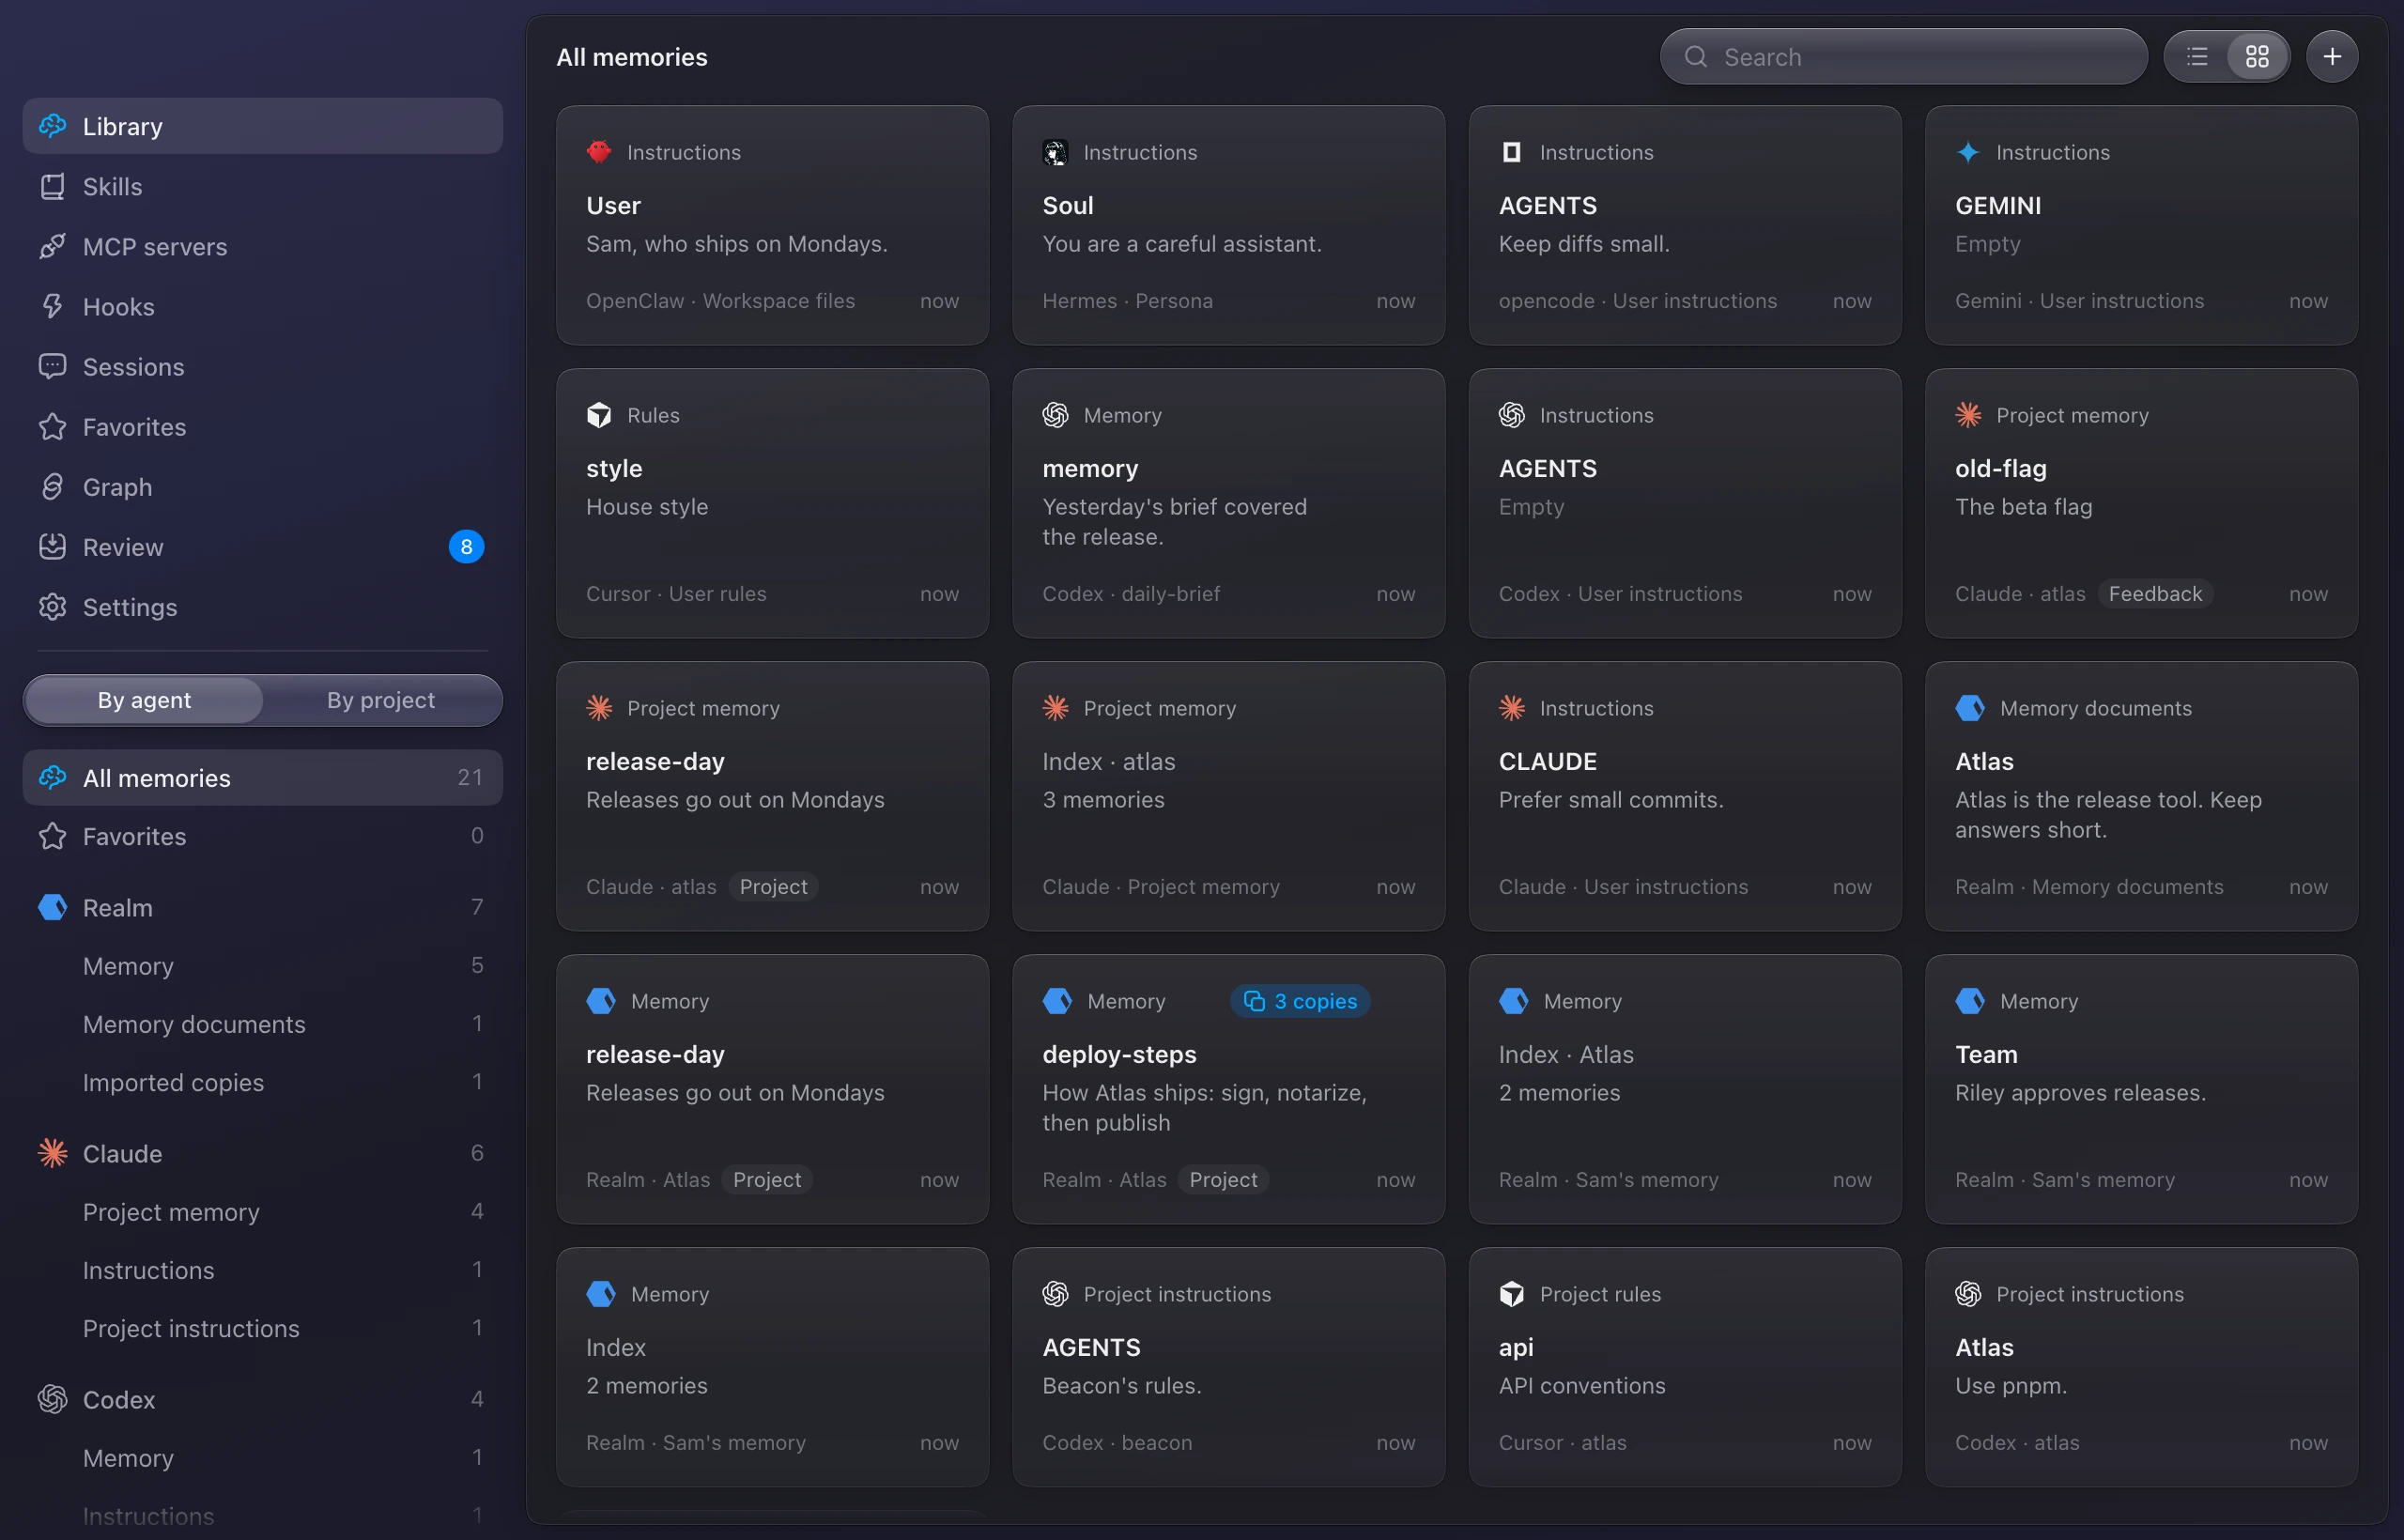 Library
Skills
MCP servers
Hooks
Sessions
Favorites
Graph
Review
8
Settings
By agent
By project
All memories
21
Favorites
0
Realm
7
Memory
5
Memory documents
1
Imported copies
1
Claude
6
Project memory
4
Instructions
1
Project instructions
1
Codex
4
Memory
1
Instructions
1
All memories
Search
Instructions
User
Sam, who ships on Mondays.
OpenClaw · Workspace files
now
Instructions
Soul
You are a careful assistant.
Hermes · Persona
now
Instructions
AGENTS
Keep diffs small.
opencode · User instructions
now
Instructions
GEMINI
Empty
Gemini · User instructions
now
Rules
style
House style
Cursor · User rules
now
Memory
memory
Yesterday's brief covered
the release.
Codex · daily-brief
now
Instructions
AGENTS
Empty
Codex · User instructions
now
Project memory
old-flag
The beta flag
Claude · atlas
Feedback
now
Project memory
release-day
Releases go out on Mondays
Claude · atlas
Project
now
Project memory
Index · atlas
3 memories
Claude · Project memory
now
Instructions
CLAUDE
Prefer small commits.
Claude · User instructions
now
Memory documents
Atlas
Atlas is the release tool. Keep
answers short.
Realm · Memory documents
now
Memory
release-day
Releases go out on Mondays
Realm · Atlas
Project
now
Memory
3 copies
deploy-steps
How Atlas ships: sign, notarize,
then publish
Realm · Atlas
Project
now
Memory
Index · Atlas
2 memories
Realm · Sam's memory
now
Memory
Team
Riley approves releases.
Realm · Sam's memory
now
Memory
Index
2 memories
Realm · Sam's memory
now
Project instructions
AGENTS
Beacon's rules.
Codex · beacon
now
Project rules
api
API conventions
Cursor · atlas
now
Project instructions
Atlas
Use pnpm.
Codex · atlas
now